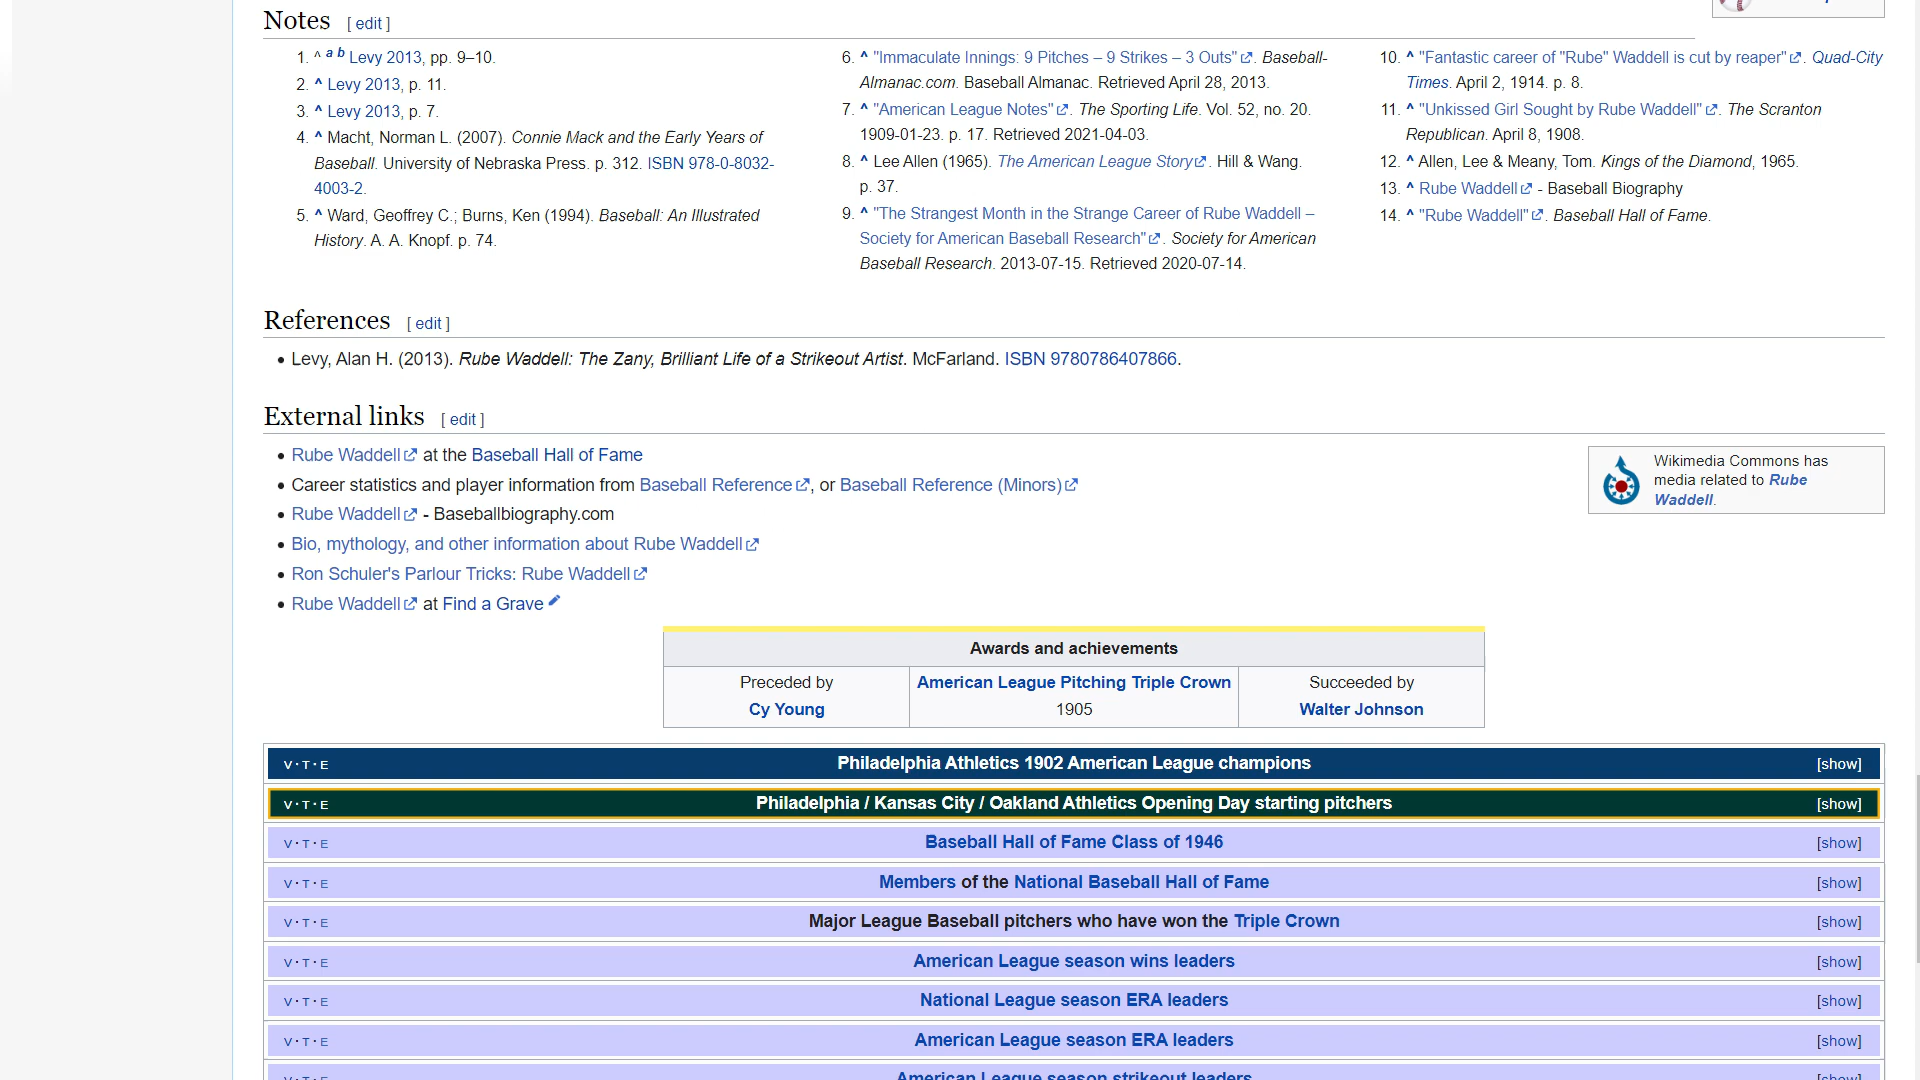 Notes [ edit ]
1. ^ a b Levy 2013, pp. 9–10.
2. ^ Levy 2013, p. 11.
3. ^ Levy 2013, p. 7.
4. ^ Macht, Norman L. (2007). Connie Mack and the Early Years of
Baseball. University of Nebraska Press. p. 312. ISBN 978-0-8032-
4003-2.
5. ^ Ward, Geoffrey C.; Burns, Ken (1994). Baseball: An Illustrated
History. A. A. Knopf. p. 74.
6. ^ "Immaculate Innings: 9 Pitches – 9 Strikes – 3 Outs". Baseball-
Almanac.com. Baseball Almanac. Retrieved April 28, 2013.
7. ^ "American League Notes". The Sporting Life. Vol. 52, no. 20.
1909-01-23. p. 17. Retrieved 2021-04-03.
8. ^ Lee Allen (1965). The American League Story. Hill & Wang.
p. 37.
9. ^ "The Strangest Month in the Strange Career of Rube Waddell –
Society for American Baseball Research". Society for American
Baseball Research. 2013-07-15. Retrieved 2020-07-14.
10. ^ "Fantastic career of "Rube" Waddell is cut by reaper". Quad-City
Times. April 2, 1914. p. 8.
11. ^ "Unkissed Girl Sought by Rube Waddell". The Scranton
Republican. April 8, 1908.
12. ^ Allen, Lee & Meany, Tom. Kings of the Diamond, 1965.
13. ^ Rube Waddell - Baseball Biography
14. ^ "Rube Waddell". Baseball Hall of Fame.
References [ edit ]
• Levy, Alan H. (2013). Rube Waddell: The Zany, Brilliant Life of a Strikeout Artist. McFarland. ISBN 9780786407866.
External links [ edit ]
• Rube Waddell at the Baseball Hall of Fame
• Career statistics and player information from Baseball Reference, or Baseball Reference (Minors)
• Rube Waddell - Baseballbiography.com
• Bio, mythology, and other information about Rube Waddell
• Ron Schuler's Parlour Tricks: Rube Waddell
• Rube Waddell at Find a Grave
Wikimedia Commons has
media related to Rube
Waddell.
Awards and achievements
Preceded by
Cy Young
American League Pitching Triple Crown
1905
Succeeded by
Walter Johnson
V · T · E Philadelphia Athletics 1902 American League champions [show]
V · T · E Philadelphia / Kansas City / Oakland Athletics Opening Day starting pitchers [show]
V · T · E Baseball Hall of Fame Class of 1946 [show]
V · T · E Members of the National Baseball Hall of Fame [show]
V · T · E Major League Baseball pitchers who have won the Triple Crown [show]
V · T · E American League season wins leaders [show]
V · T · E National League season ERA leaders [show]
V · T · E American League season ERA leaders [show]
V · T · E American League season strikeout leaders [show]